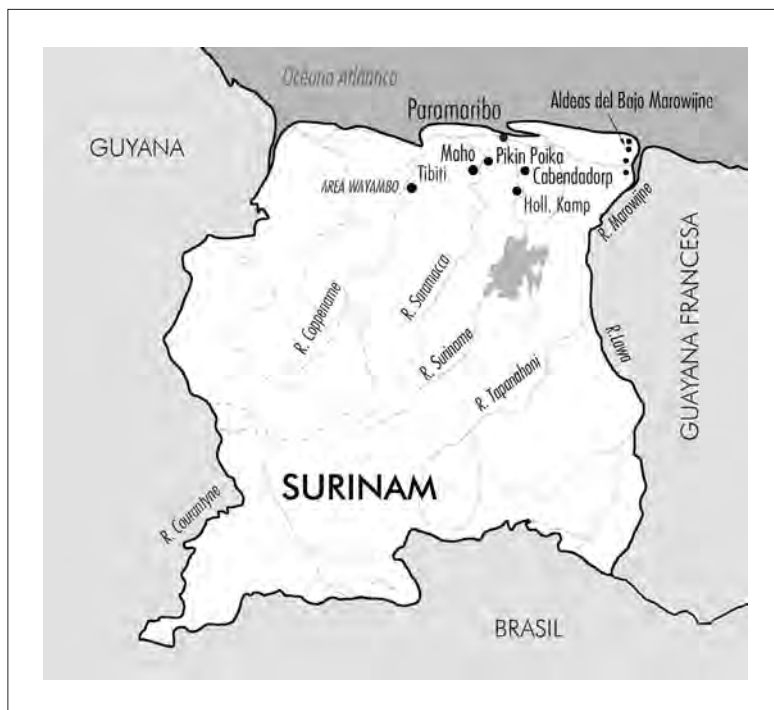 Océano Atlántico
Paramaribo
Aldeas del Bajo Marowijne
GUYANA
Maho
Pikin Poika
Tibiti
Cabendadorp
AREA WAYAMBO
Holl. Kamp
R. Marowijne
R. Saramacca
R. Coppename
R. Suriname
R. Lawa
R. Tapanahoni
GUAYANA FRANCESA
SURINAM
R. Courantyne
BRASIL